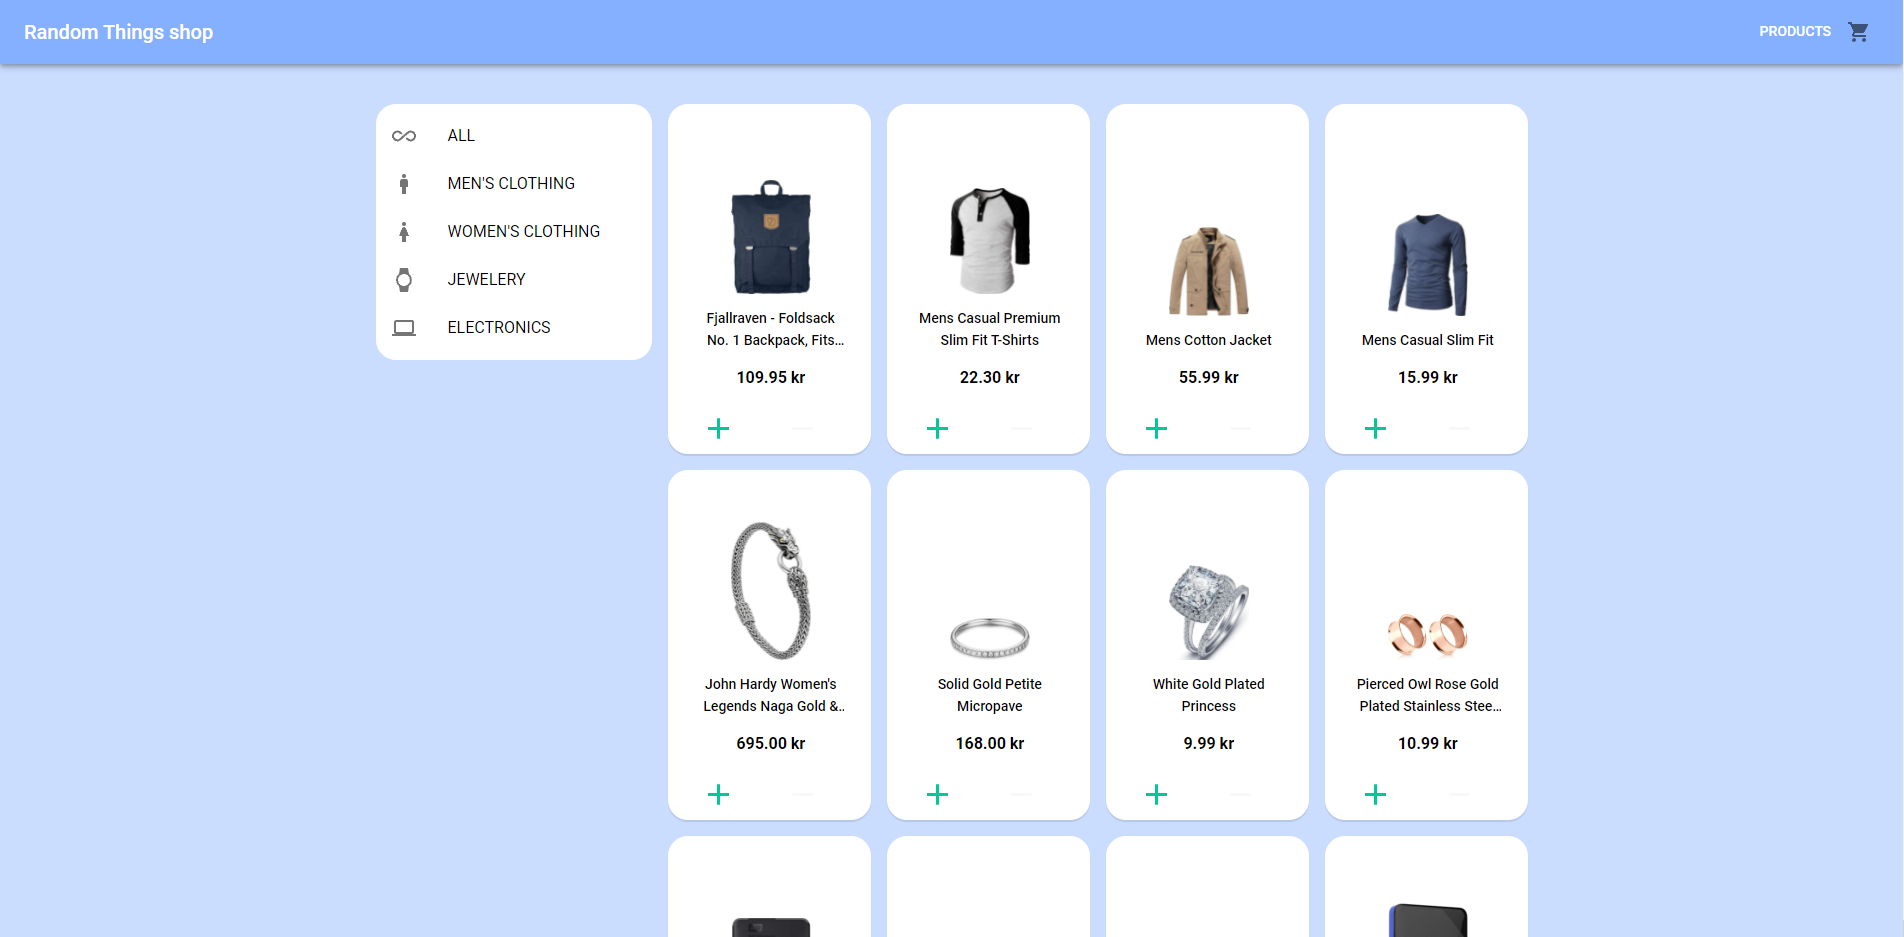 Random Things shop
PRODUCTS
ALL
MEN'S CLOTHING
WOMEN'S CLOTHING
JEWELERY
ELECTRONICS
Fjallraven - Foldsack
No. 1 Backpack, Fits...
109.95 kr
Mens Casual Premium
Slim Fit T-Shirts
22.30 kr
Mens Cotton Jacket
55.99 kr
Mens Casual Slim Fit
15.99 kr
John Hardy Women's
Legends Naga Gold &..
695.00 kr
Solid Gold Petite
Micropave
168.00 kr
White Gold Plated
Princess
9.99 kr
Pierced Owl Rose Gold
Plated Stainless Stee...
10.99 kr